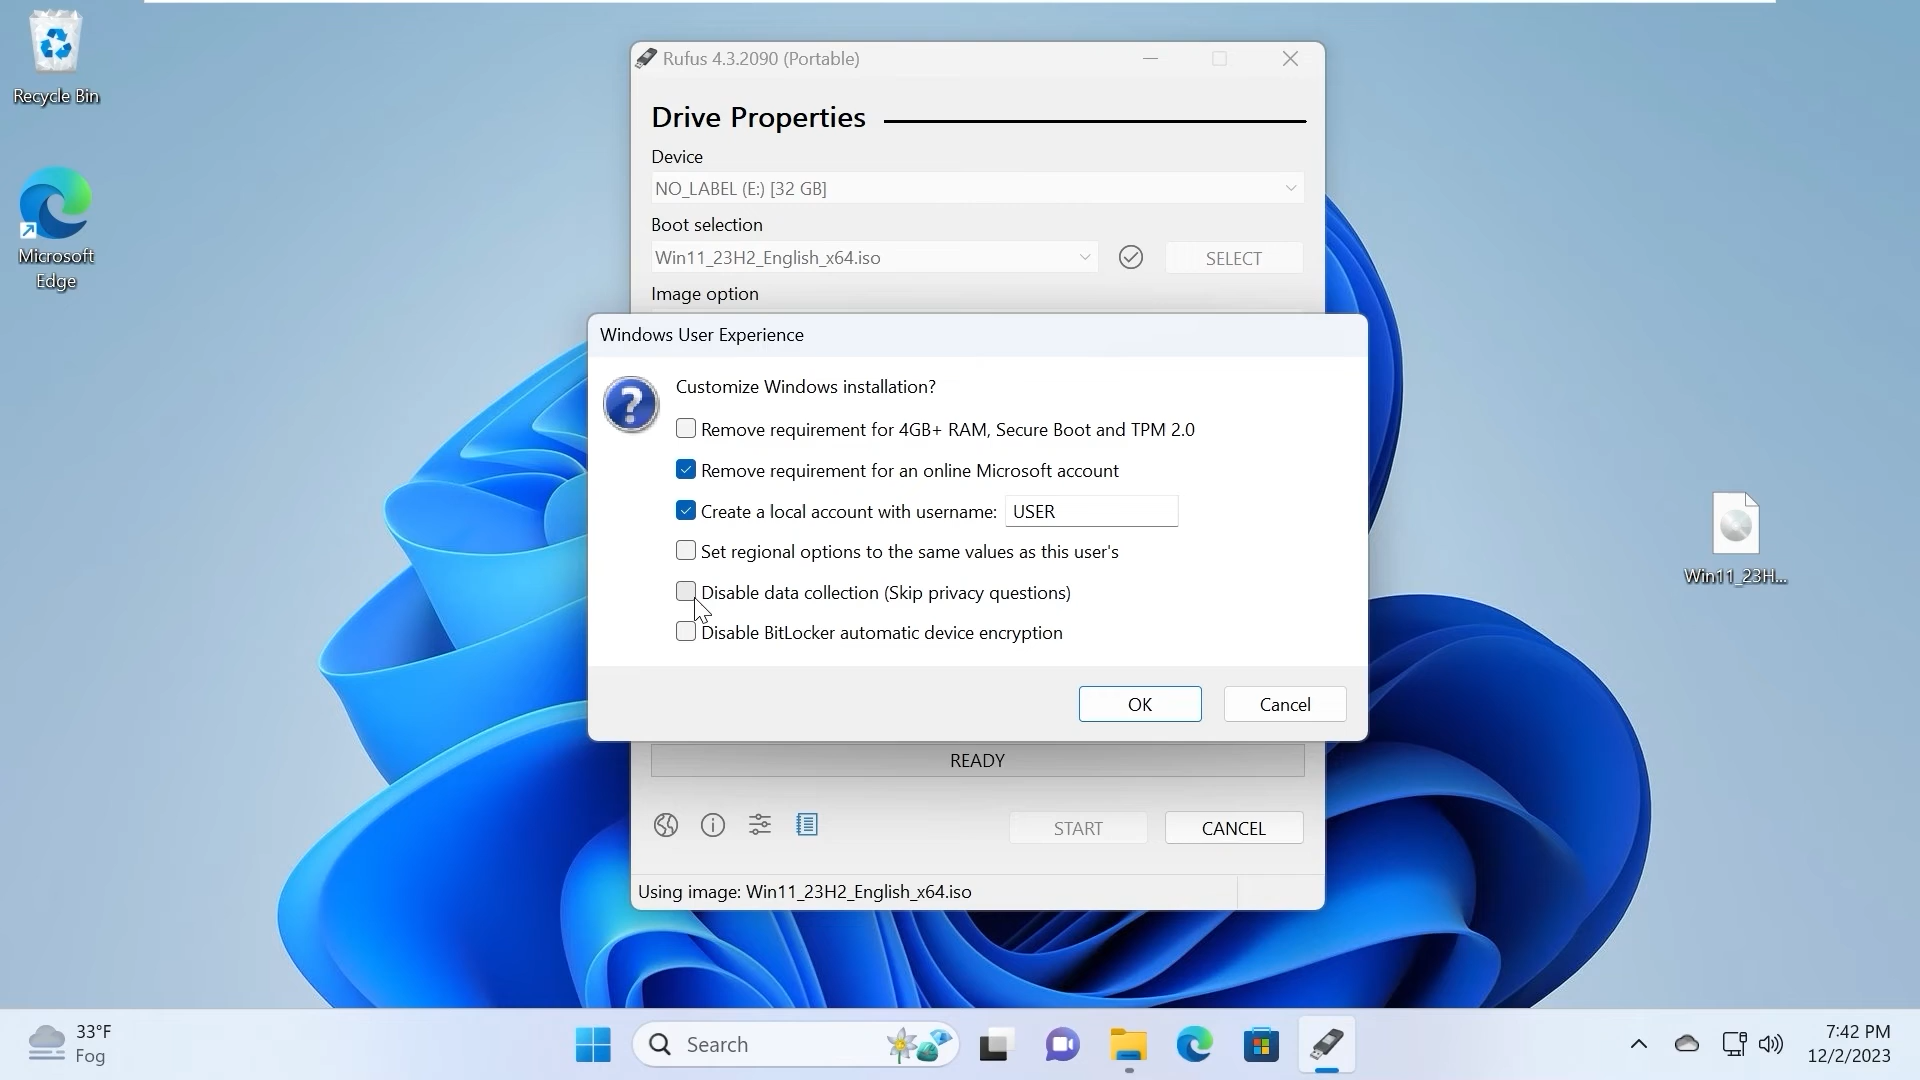 Recycle Bin
Microsoft
Edge
Rufus 4.3.2090 (Portable)
Drive Properties
Device
NO_LABEL (E:) [32 GB]
Boot selection
Win11_23H2_English_x64.iso
SELECT
Image option
Windows User Experience
?
Customize Windows installation?
Remove requirement for 4GB+ RAM, Secure Boot and TPM 2.0
Remove requirement for an online Microsoft account
Create a local account with username: USER
Set regional options to the same values as this user's
Disable data collection (Skip privacy questions)
Disable BitLocker automatic device encryption
OK
Cancel
READY
START
CANCEL
Using image: Win11_23H2_English_x64.iso
Win11_23H...
33°F
Fog
Search
7:42 PM
12/2/2023